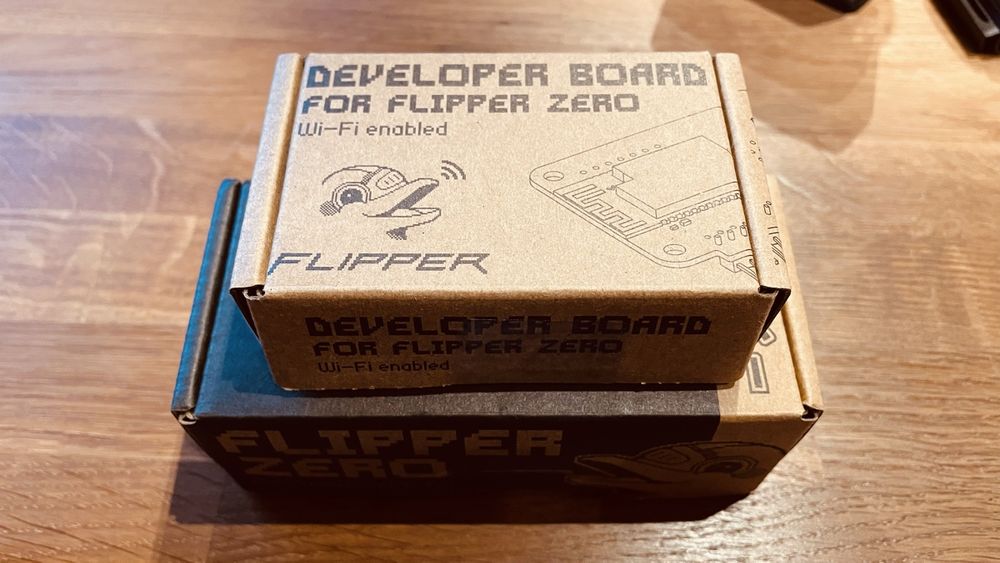 DEVELOPER BOARD
FOR FLIPPER ZERO
Wi-Fi enabled
FLIPPER
DEVELOPER BOARD
FOR FLIPPER ZERO
Wi-Fi enabled
FLIPPER
ZERO